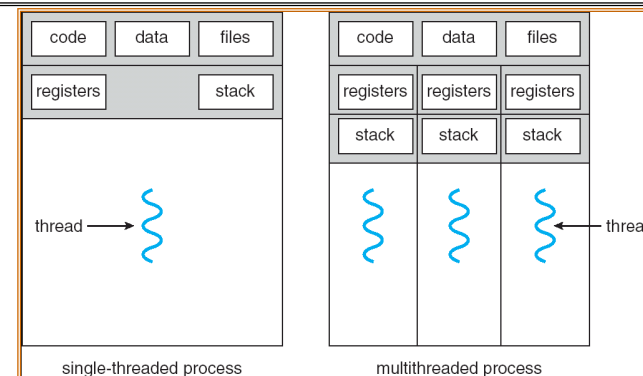 code data files
registers stack
thread
single-threaded process
code data files
registers registers registers
stack stack stack
threa
multithreaded process